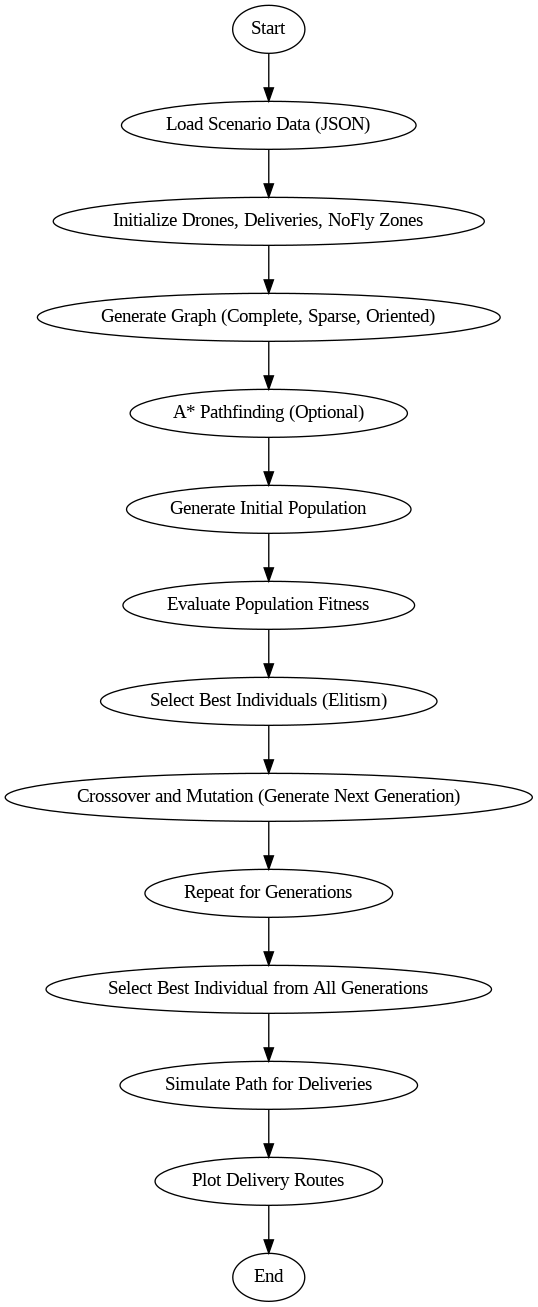 Start
Load Scenario Data (JSON)
Initialize Drones, Deliveries, NoFly Zones
Generate Graph (Complete, Sparse, Oriented)
A* Pathfinding (Optional)
Generate Initial Population
Evaluate Population Fitness
Select Best Individuals (Elitism)
Crossover and Mutation (Generate Next Generation)
Repeat for Generations
Select Best Individual from All Generations
Simulate Path for Deliveries
Plot Delivery Routes
End